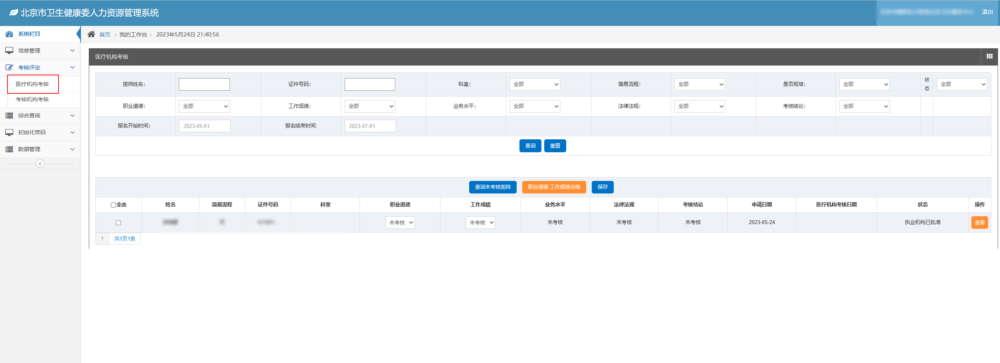 北京市卫生健康委人力资源管理系统
退出
系统栏目
信息管理
考核评定
医疗机构考核
考核机构考核
综合查询
初始化密码
数据管理
首页 > 我的工作台 > 2023年5月24日 21:40:56
医疗机构考核
医师姓名: 证件号码: 科室: 全部 简易流程: 全部 是否规培: 全部 状态 全部
职业道德: 全部 工作成绩: 全部 业务水平: 全部 法律法规: 全部 考核结论: 全部
报名开始时间: 2023-05-01 报名结束时间: 2023-07-01
查询 重置
查询未考核医师 职业道德 工作成绩合格 保存
全选 姓名 简易流程 证件号码 科室 职业道德 工作成绩 业务水平 法律法规 考核结论 申请日期 医疗机构考核日期 状态 操作
未考核 未考核 未考核 未考核 未考核 2023-05-24 执业机构已批准 查看
1 共1页1条